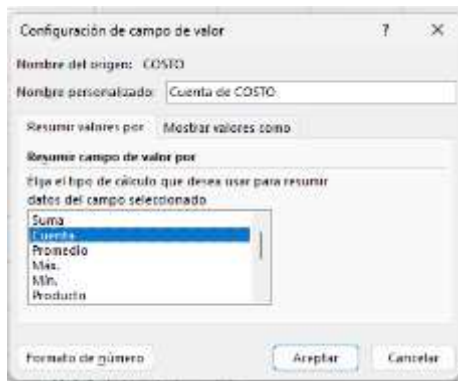 Configuración de campo de valor ? ✕
Nombre del origen: COSTO
Nombre personalizado: Cuenta de COSTO
Resumir valores por Mostrar valores como
Resumir campo de valor por
Elija el tipo de cálculo que desea usar para resumir
datos del campo seleccionado
Suma
Cuenta
Promedio
Máx.
Mín.
Producto
Formato de número Aceptar Cancelar